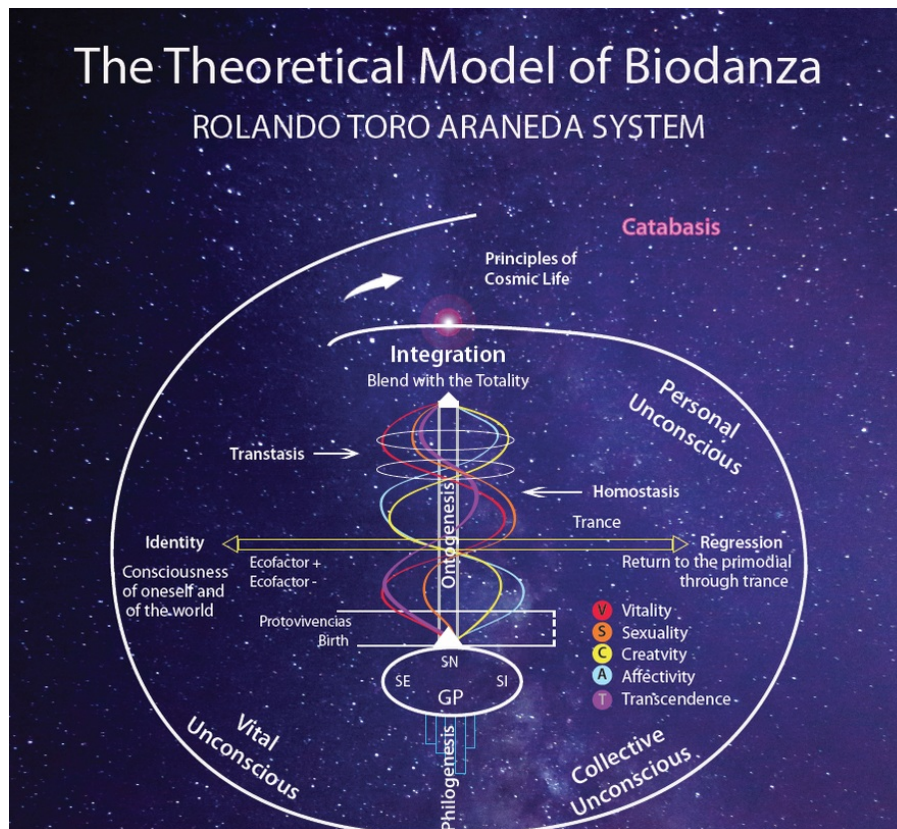 The Theoretical Model of Biodanza
ROLANDO TORO ARANEDA SYSTEM
Catabasis
Principles of
Cosmic Life
Integration
Blend with the Totality
Personal
Unconscious
Transtasis
Homostasis
Ontogenesis
Trance
Identity
Regression
Consciousness
of oneself and
of the world
Ecofactor +
Ecofactor -
Return to the primodial
through trance
Protovivencias
Birth
V Vitality
S Sexuality
C Creatvity
A Affectivity
T Transcendence
SN
SE
SI
GP
Vital
Unconscious
Philogenesis
Collective
Unconscious